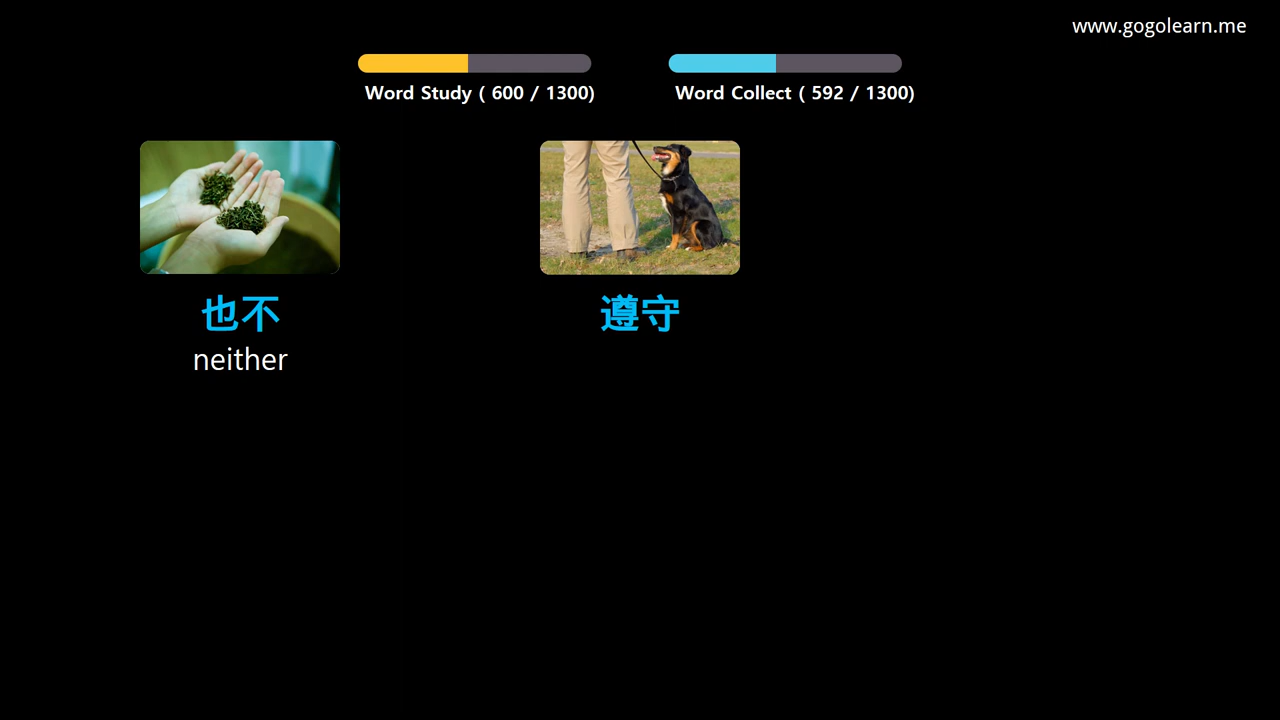 www.gogolearn.me
Word Study ( 600 / 1300)
Word Collect ( 592 / 1300)
也不
neither
遵守